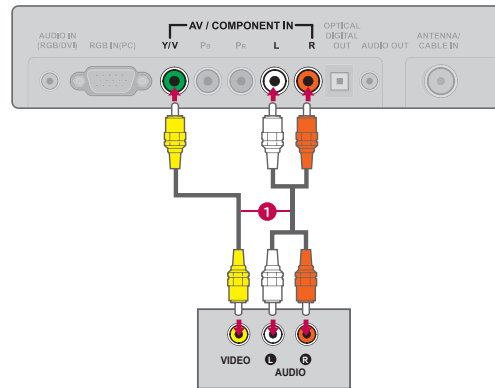 AV / COMPONENT IN
AUDIO IN
(RGB/DVI)
RGB IN(PC)
Y/V
PB
PR
L
R
OPTICAL
DIGITAL
OUT
AUDIO OUT
ANTENNA/
CABLE IN
1
VIDEO
L
R
AUDIO